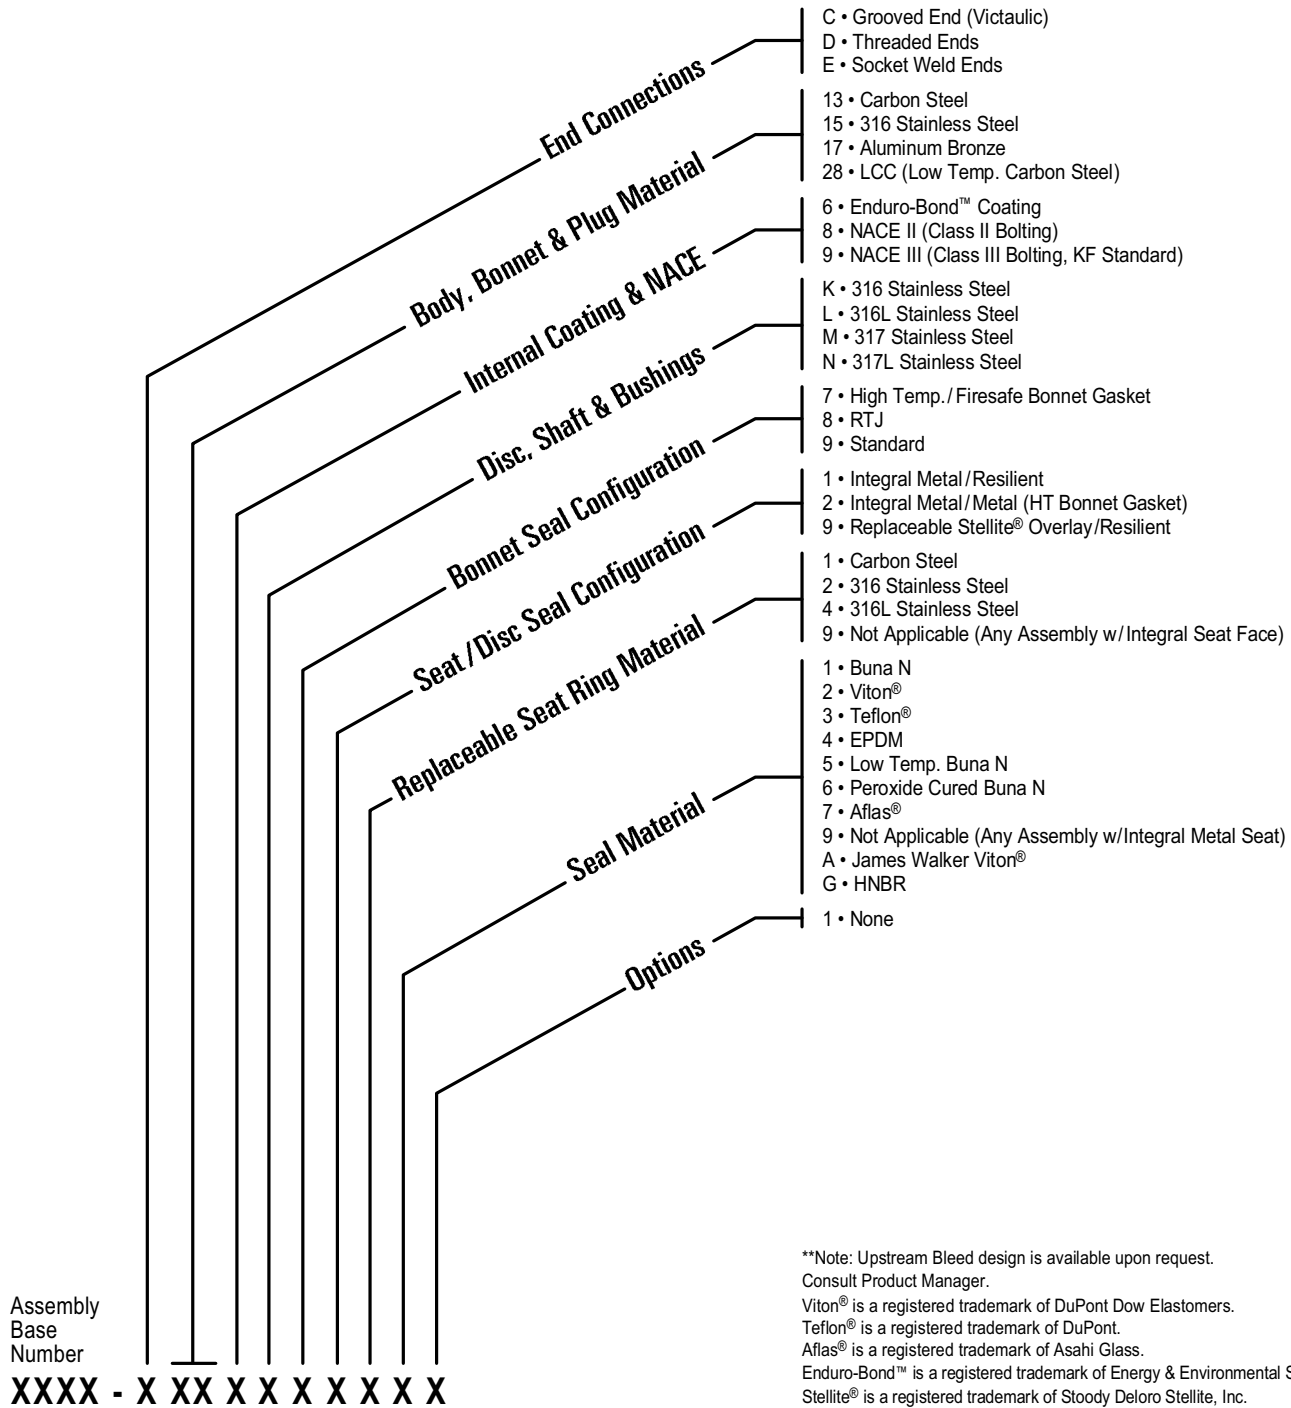 C • Grooved End (Victaulic)
D • Threaded Ends
E • Socket Weld Ends
End Connections
13 • Carbon Steel
15 • 316 Stainless Steel
17 • Aluminum Bronze
28 • LCC (Low Temp. Carbon Steel)
Body, Bonnet & Plug Material
6 • Enduro-Bond™ Coating
8 • NACE II (Class II Bolting)
9 • NACE III (Class III Bolting, KF Standard)
Internal Coating & NACE
K • 316 Stainless Steel
L • 316L Stainless Steel
M • 317 Stainless Steel
N • 317L Stainless Steel
Disc, Shaft & Bushings
7 • High Temp./Firesafe Bonnet Gasket
8 • RTJ
9 • Standard
Bonnet Seal Configuration
1 • Integral Metal/Resilient
2 • Integral Metal/Metal (HT Bonnet Gasket)
9 • Replaceable Stellite® Overlay/Resilient
Seat/Disc Seal Configuration
1 • Carbon Steel
2 • 316 Stainless Steel
4 • 316L Stainless Steel
9 • Not Applicable (Any Assembly w/Integral Seat Face)
Replaceable Seat Ring Material
1 • Buna N
2 • Viton®
3 • Teflon®
4 • EPDM
5 • Low Temp. Buna N
6 • Peroxide Cured Buna N
7 • Aflas®
9 • Not Applicable (Any Assembly w/Integral Metal Seat)
A • James Walker Viton®
G • HNBR
Seal Material
1 • None
Options
**Note: Upstream Bleed design is available upon request.
Consult Product Manager.
Viton® is a registered trademark of DuPont Dow Elastomers.
Teflon® is a registered trademark of DuPont.
Aflas® is a registered trademark of Asahi Glass.
Enduro-Bond™ is a registered trademark of Energy & Environmental
Stellite® is a registered trademark of Stoody Deloro Stellite, Inc.
Assembly
Base
Number
XXXX - X XX X X X X X X X